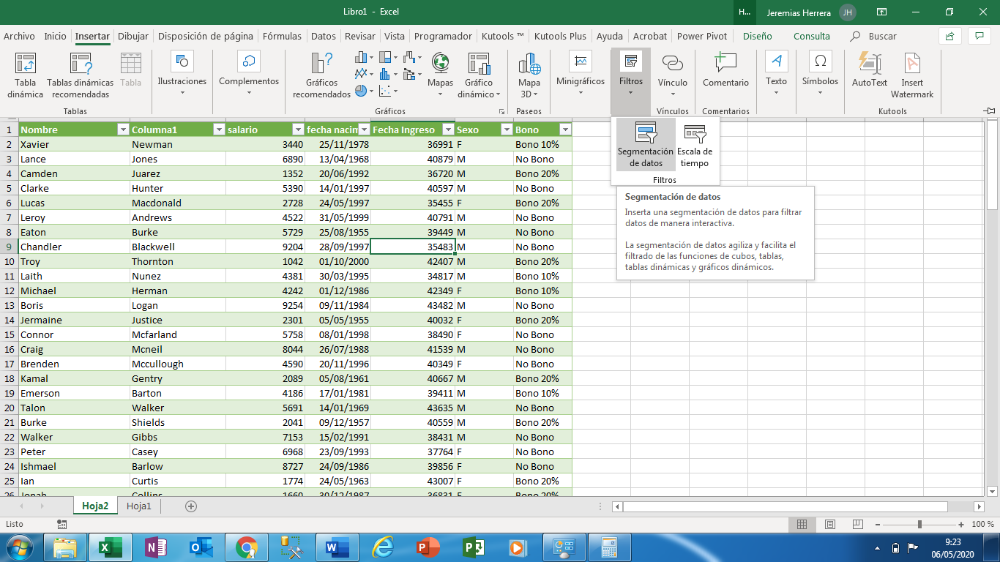 Libro1 - Excel
H...
Jeremias Herrera
JH
Archivo Inicio Insertar Dibujar Disposición de página Fórmulas Datos Revisar Vista Programador Kutools ™ Kutools Plus Ayuda Acrobat Power Pivot Diseño Consulta Buscar
Tabla dinámica
Tablas dinámicas recomendadas
Tabla
Tablas
Ilustraciones
Complementos
Gráficos recomendados
Mapas
Gráfico dinámico
Gráficos
Mapa 3D
Paseos
Minigráficos
Filtros
Vínculo
Vínculos
Comentario
Comentarios
Texto
Símbolos
AutoText
Insert Watermark
Kutools
Segmentación de datos
Escala de tiempo
Filtros
Segmentación de datos
Inserta una segmentación de datos para filtrar
datos de manera interactiva.
La segmentación de datos agiliza y facilita el
filtrado de las funciones de cubos, tablas,
tablas dinámicas y gráficos dinámicos.
1 Nombre Columna1 salario fecha nacim Fecha Ingreso Sexo Bono
2 Xavier Newman 3440 25/11/1978 36991 F Bono 10%
3 Lance Jones 6890 13/04/1968 40879 M No Bono
4 Camden Juarez 1352 20/06/1992 36720 M Bono 20%
5 Clarke Hunter 5390 14/01/1997 40597 M No Bono
6 Lucas Macdonald 2728 24/05/1997 35455 F Bono 20%
7 Leroy Andrews 4522 31/05/1999 40791 M No Bono
8 Eaton Burke 5729 25/08/1955 39449 M No Bono
9 Chandler Blackwell 9204 28/09/1997 35483 M No Bono
10 Troy Thornton 1042 01/10/2000 42407 M Bono 20%
11 Laith Nunez 4381 30/03/1995 34817 M Bono 10%
12 Michael Herman 4242 01/12/1986 42349 F Bono 10%
13 Boris Logan 9254 09/11/1984 43482 M No Bono
14 Jermaine Justice 2301 05/05/1955 40032 F Bono 20%
15 Connor Mcfarland 5758 08/01/1998 38490 F No Bono
16 Craig Mcneil 8044 26/07/1988 41539 M No Bono
17 Brenden Mccullough 4590 20/11/1996 40349 F No Bono
18 Kamal Gentry 2089 05/08/1961 40667 M Bono 20%
19 Emerson Barton 4186 17/01/1981 39411 M Bono 10%
20 Talon Walker 5691 14/01/1969 43635 M No Bono
21 Burke Shields 2041 09/12/1957 40559 M Bono 20%
22 Walker Gibbs 7153 15/02/1991 38431 M No Bono
23 Peter Casey 6968 23/09/1993 37764 F No Bono
24 Ishmael Barlow 8727 24/09/1986 39856 F No Bono
25 Ian Curtis 1774 24/05/1963 43007 F Bono 20%
26 Jonah Collins 1660 30/12/1987 36831 F Bono 20%
Hoja2 Hoja1
Listo
100 %
9:23
06/05/2020